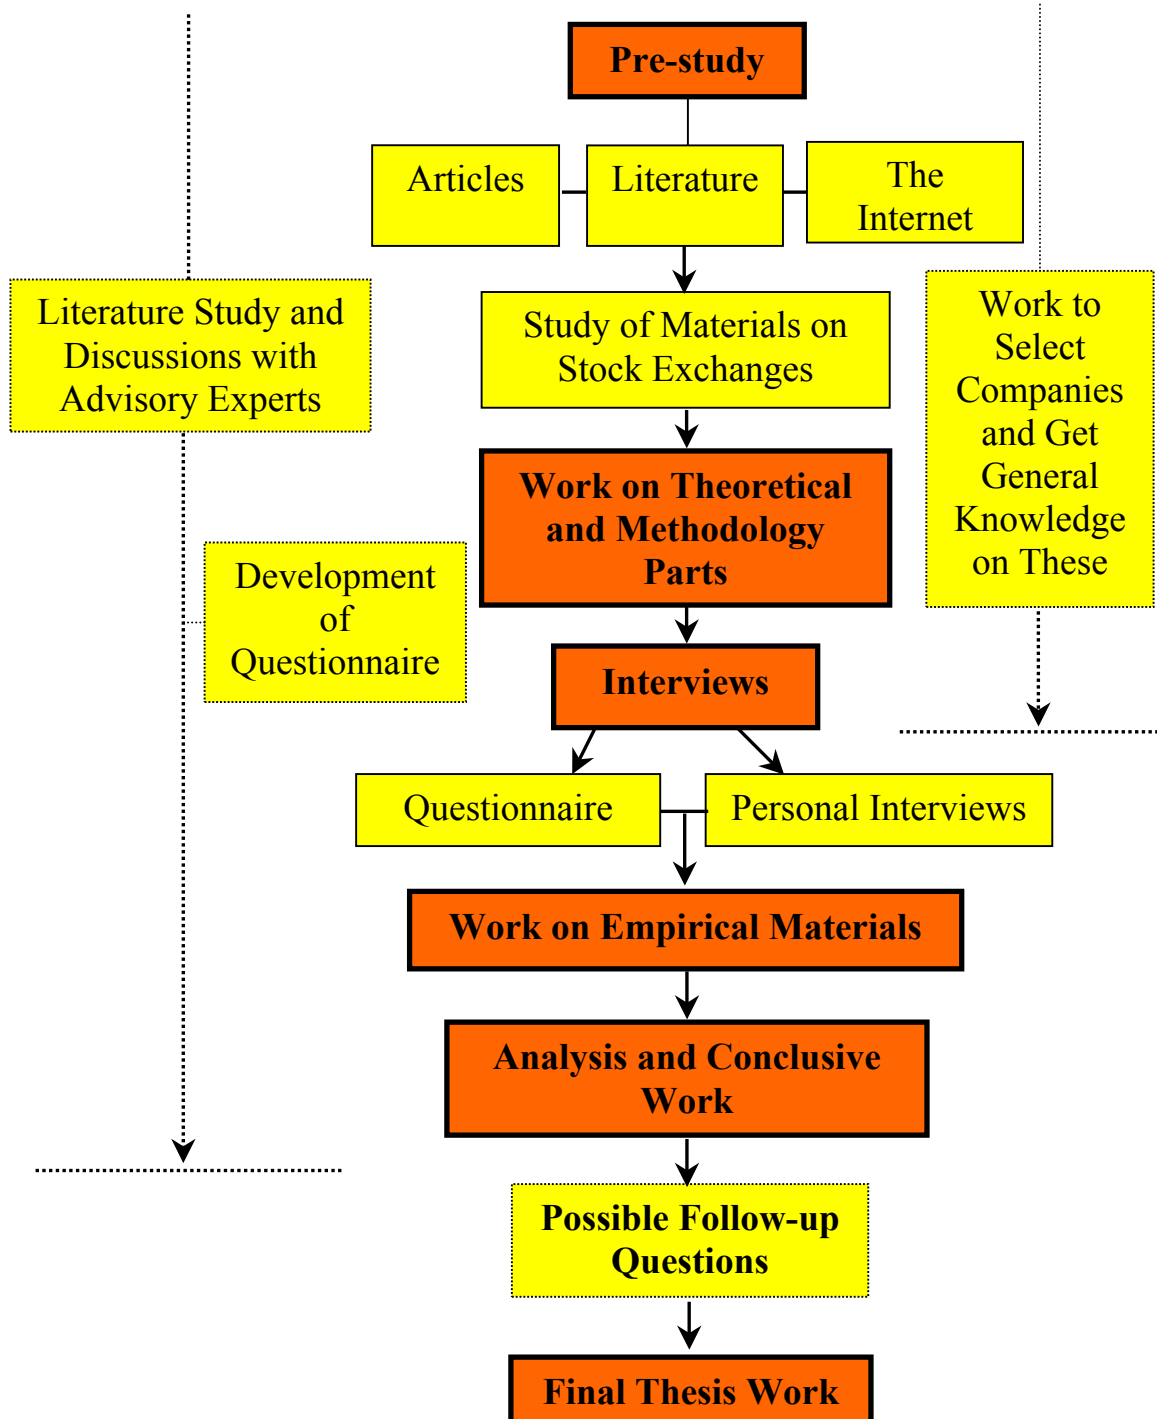 Pre-study
Articles
Literature
The
Internet
Literature Study and
Discussions with
Advisory Experts
Study of Materials on
Stock Exchanges
Work to
Select
Companies
and Get
General
Knowledge
on These
Work on Theoretical
and Methodology
Parts
Development
of
Questionnaire
Interviews
Questionnaire
Personal Interviews
Work on Empirical Materials
Analysis and Conclusive
Work
Possible Follow-up
Questions
Final Thesis Work